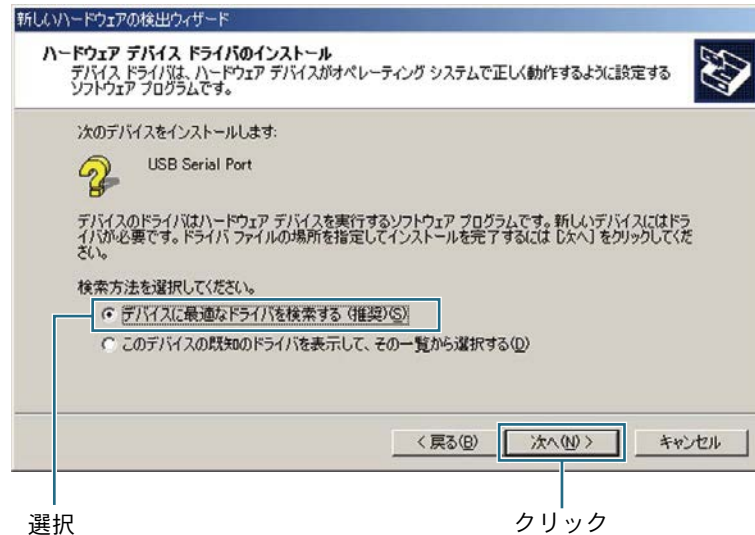 新しいハードウェアの検出ウィザード
ハードウェア デバイス ドライバのインストール
デバイス ドライバは、ハードウェア デバイスがオペレーティング システムで正しく動作するように設定する
ソフトウェア プログラムです。
次のデバイスをインストールします:
USB Serial Port
デバイスのドライバはハードウェア デバイスを実行するソフトウェア プログラムです。新しいデバイスにはドラ
イバが必要です。ドライバ ファイルの場所を指定してインストールを完了するには [次へ] をクリックしてくだ
さい。
検索方法を選択してください。
デバイスに最適なドライバを検索する (推奨)(S)
このデバイスの既知のドライバを表示して、その一覧から選択する(D)
< 戻る(B) 次へ(N) > キャンセル
選択 クリック